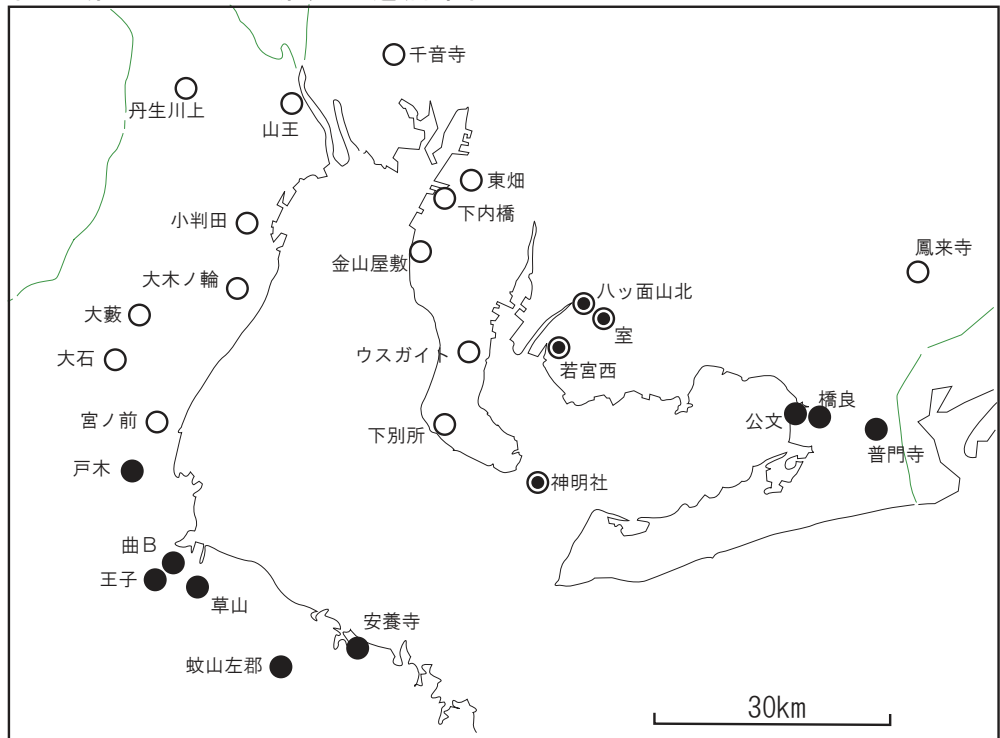 千音寺
丹生川上
山王
東畑
下内橋
小判田
金山屋敷
鳳来寺
大木ノ輪
八ッ面山北
大藪
室
ウスガイト
大石
若宮西
橋良
公文
宮ノ前
下別所
普門寺
戸木
神明社
曲B
王子
草山
安養寺
蚊山左郡
30km